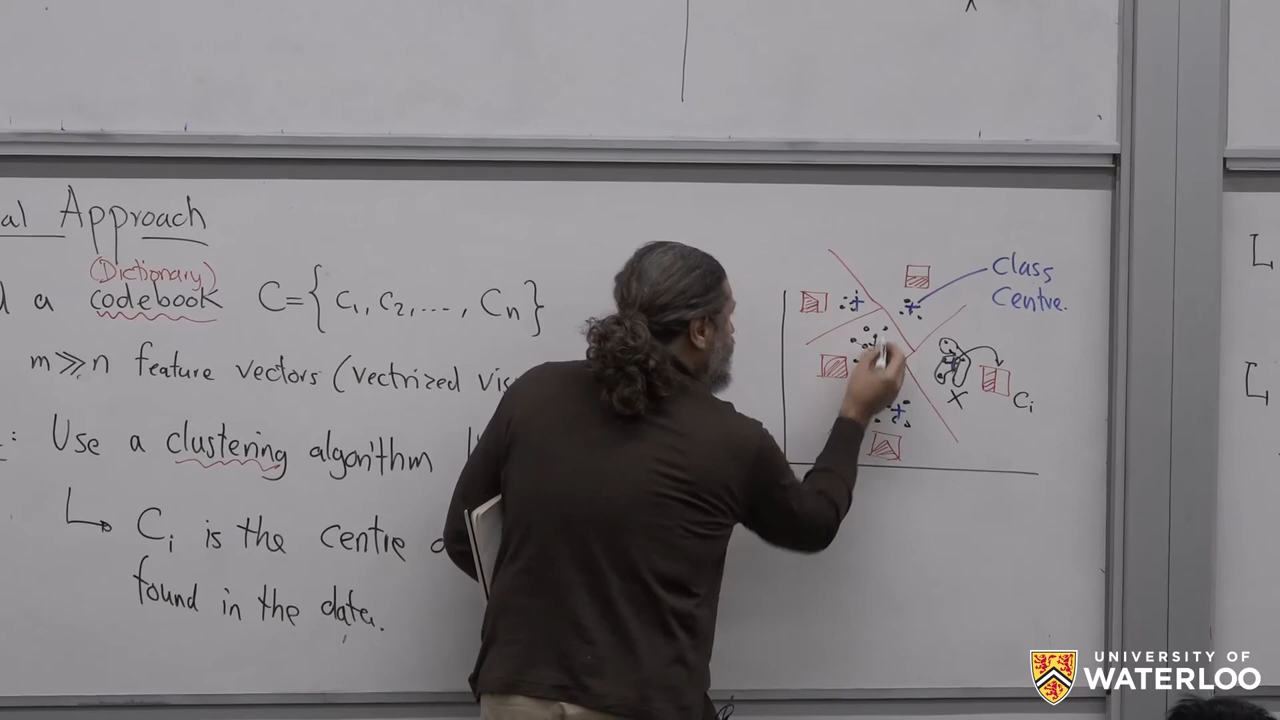 al Approach
(Dictionary)
d a codebook C={C₁, C₂, ..., Cₙ}
m≫n feature vectors (vectrized vis
: Use a clustering algorithm
↳ Cᵢ is the centre
found in the data.
Class
Centre.
X
Cᵢ
UNIVERSITY OF
WATERLOO